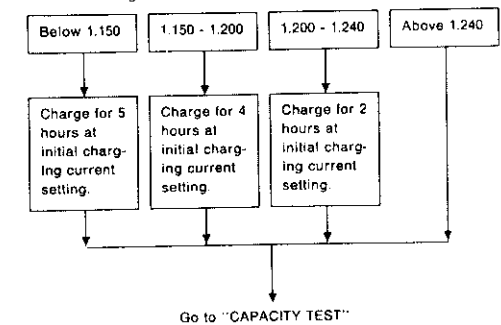 Below 1.150
1.150 - 1.200
1.200 - 1.240
Above 1.240
Charge for 5
hours at
initial charg-
ing current
setting.
Charge for 4
hours at
initial charg-
ing current
setting.
Charge for 2
hours at
initial charg-
ing current
setting.
Go to "CAPACITY TEST"